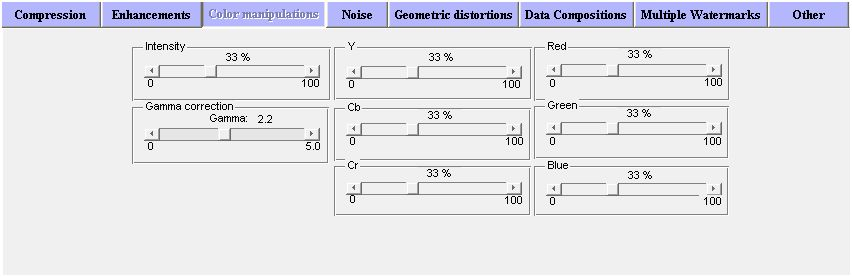 Compression Enhancements Color manipulations Noise Geometric distortions Data Compositions Multiple Watermarks Other
Intensity
33 %
0 100
Gamma correction
Gamma: 2.2
0 5.0
Y
33 %
0 100
Cb
33 %
0 100
Cr
33 %
0 100
Red
33 %
0 100
Green
33 %
0 100
Blue
33 %
0 100